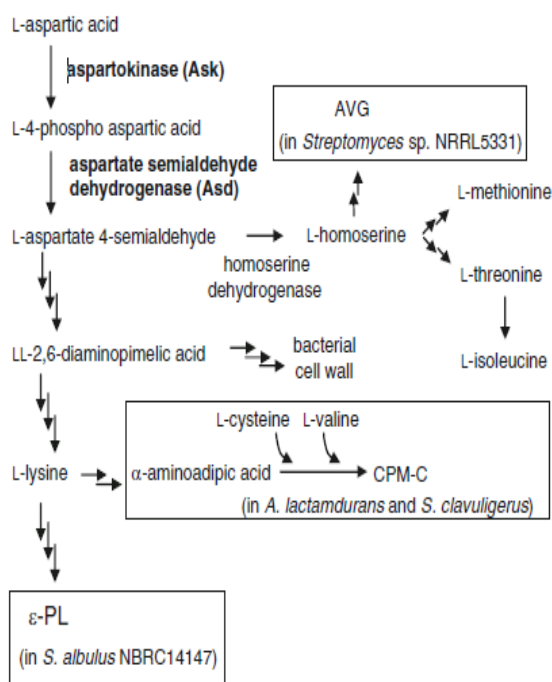 L-aspartic acid
aspartokinase (Ask)
L-4-phospho aspartic acid
aspartate semialdehyde
dehydrogenase (Asd)
AVG
(in Streptomyces sp. NRRL5331)
L-methionine
L-aspartate 4-semialdehyde
L-homoserine
homoserine
dehydrogenase
L-threonine
L-isoleucine
LL-2,6-diaminopimelic acid
bacterial
cell wall
L-cysteine L-valine
L-lysine
α-aminoadipic acid
CPM-C
(in A. lactamdurans and S. clavuligerus)
ε-PL
(in S. albulus NBRC14147)